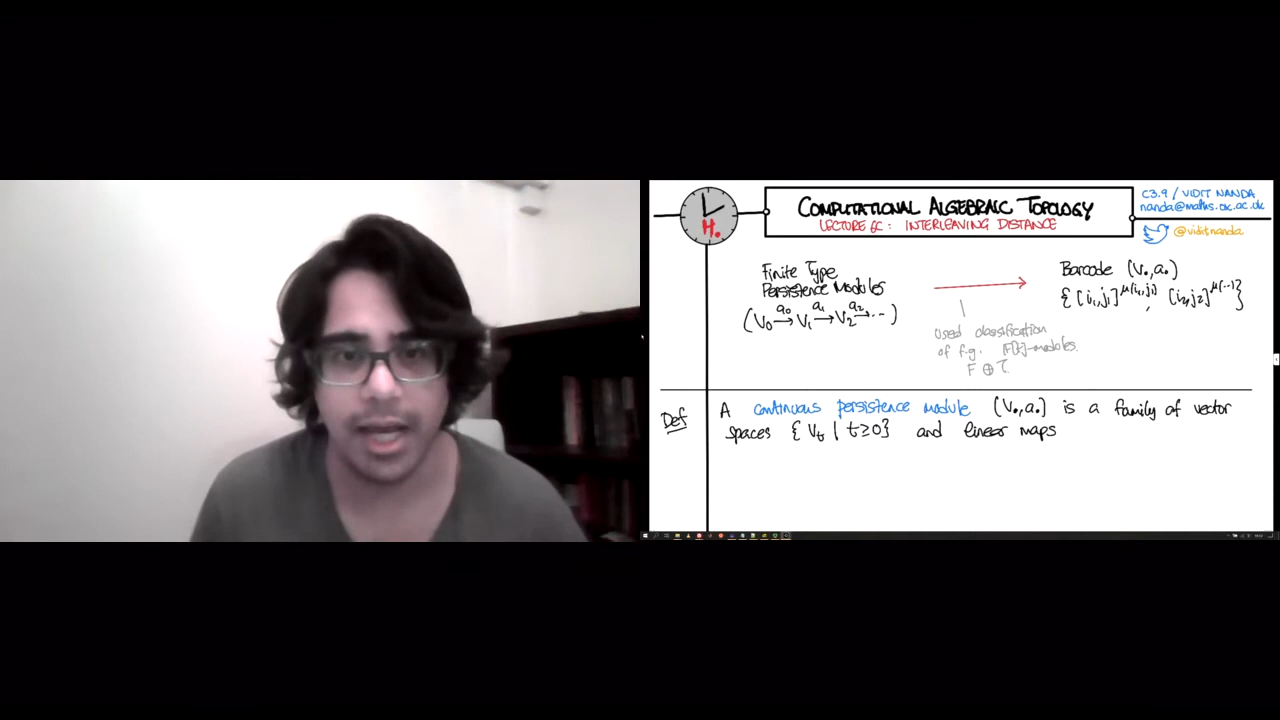 COMPUTATIONAL ALGEBRAIC TOPOLOGY
LECTURE 6C: INTERLEAVING DISTANCE
H.
C3.9 / VIDIT NANDA
nanda@maths.ox.ac.uk
@viditnanda
Finite Type
Persistence Modules
(V₀ →a₀ V₁ →a₁ V₂ →a₂ ⋯)
Used classification
of f.g. 𝔽[t]-modules.
F ⊕ T
Barcode (V•, a•)
{[i₁,j₁]^μ(i₁,j₁), [i₂,j₂]^μ(⋯)}
Def
A continuous persistence module (V•, a•) is a family of vector
spaces {Vt | t≥0} and linear maps